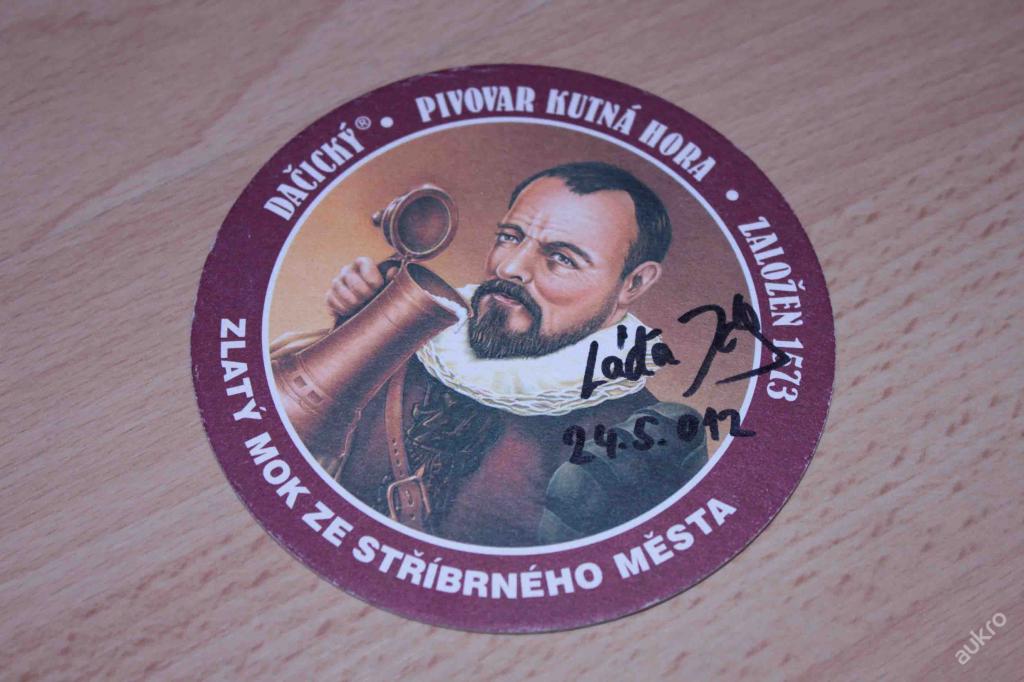 DAČICKÝ® • PIVOVAR KUTNÁ HORA • ZALOŽEN 1573
ZLATÝ MOK ZE STŘÍBRNÉHO MĚSTA
Láďa
24.5.012
aukro